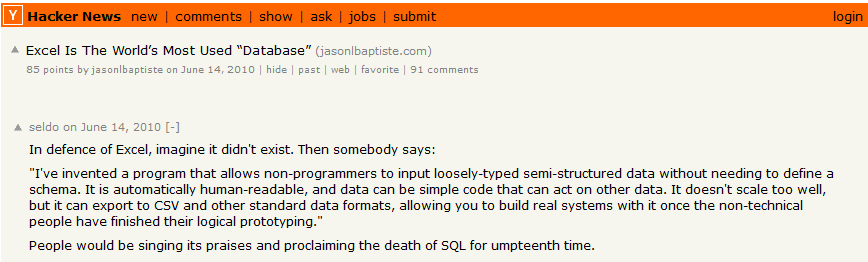 Y Hacker News new | comments | show | ask | jobs | submit login
▲ Excel Is The World’s Most Used “Database” (jasonlbaptiste.com)
85 points by jasonlbaptiste on June 14, 2010 | hide | past | web | favorite | 91 comments
▲ seldo on June 14, 2010 [-]
In defence of Excel, imagine it didn't exist. Then somebody says:
"I've invented a program that allows non-programmers to input loosely-typed semi-structured data without needing to define a
schema. It is automatically human-readable, and data can be simple code that can act on other data. It doesn't scale too well,
but it can export to CSV and other standard data formats, allowing you to build real systems with it once the non-technical
people have finished their logical prototyping."
People would be singing its praises and proclaiming the death of SQL for umpteenth time.